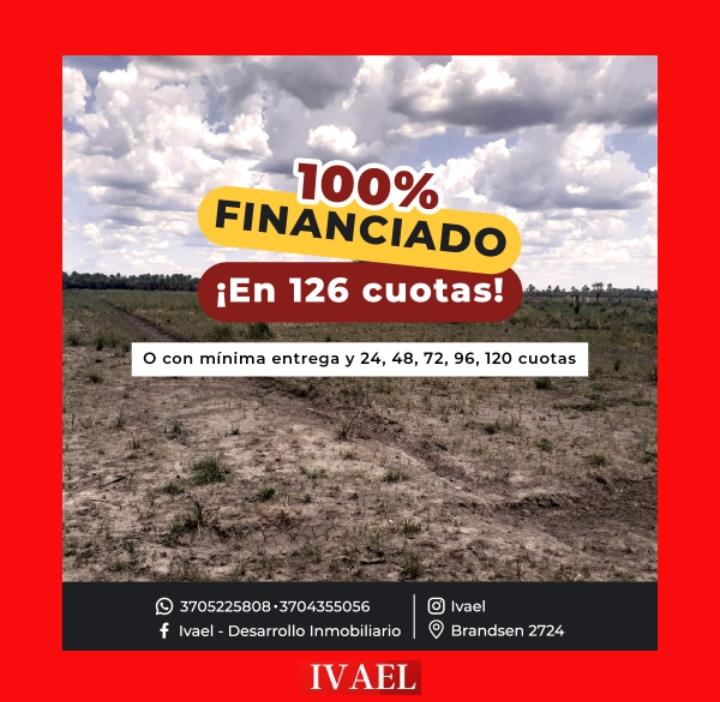 100%
FINANCIADO
¡En 126 cuotas!
O con mínima entrega y 24, 48, 72, 96, 120 cuotas
3705225808 · 3704355056
Ivael
Ivael - Desarrollo Inmobiliario
Brandsen 2724
IVAEL